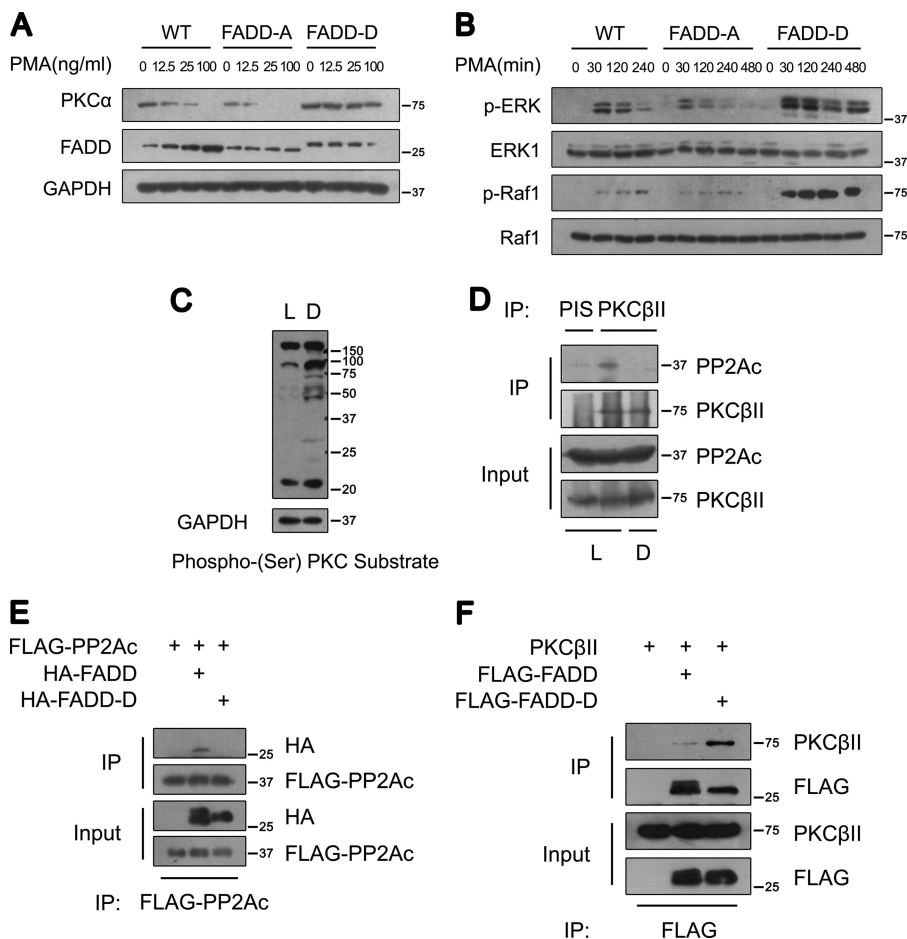 A
WT FADD-A FADD-D
PMA(ng/ml) 0 12.5 25 100 0 12.5 25 100 0 12.5 25 100
PKCα 75
FADD 25
GAPDH 37
B
WT FADD-A FADD-D
PMA(min) 0 30 120 240 0 30 120 240 480 0 30 120 240 480
p-ERK 37
ERK1 37
p-Raf1 75
Raf1 75
C
L D
150
100
75
50
37
25
20
GAPDH 37
Phospho-(Ser) PKC Substrate
D
IP: PIS PKCβII
IP
37 PP2Ac
75 PKCβII
Input
37 PP2Ac
75 PKCβII
L D
E
FLAG-PP2Ac + + +
HA-FADD +
HA-FADD-D +
IP
25 HA
37 FLAG-PP2Ac
Input
25 HA
37 FLAG-PP2Ac
IP: FLAG-PP2Ac
F
PKCβII + + +
FLAG-FADD +
FLAG-FADD-D +
IP
75 PKCβII
25 FLAG
Input
75 PKCβII
25 FLAG
IP: FLAG